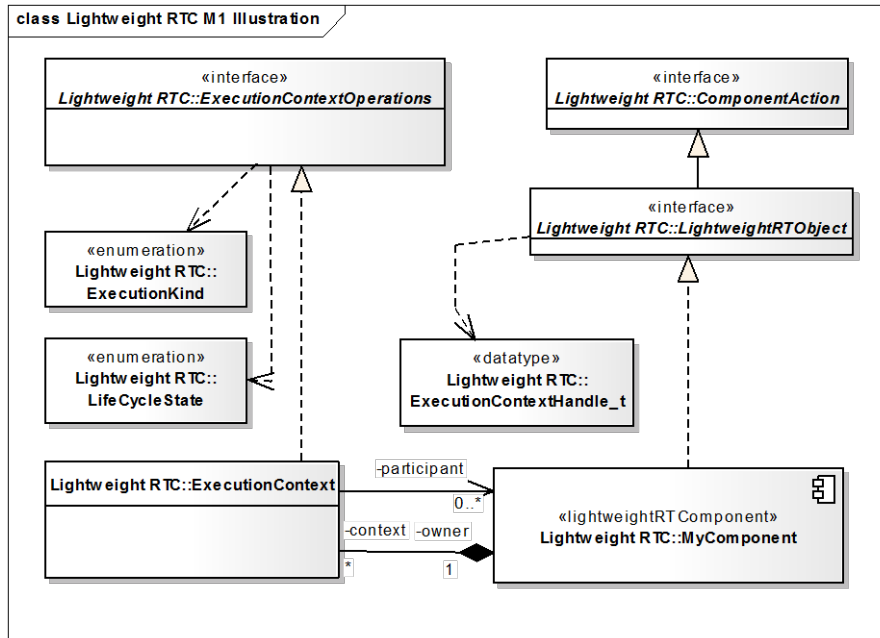 class Lightweight RTC M1 Illustration
«interface»
Lightweight RTC::ExecutionContextOperations
«interface»
Lightweight RTC::ComponentAction
«interface»
Lightweight RTC::LightweightRTObject
«enumeration»
Lightweight RTC::
ExecutionKind
«enumeration»
Lightweight RTC::
LifeCycleState
«datatype»
Lightweight RTC::
ExecutionContextHandle_t
Lightweight RTC::ExecutionContext
-participant
0..*
-context
-owner
*
1
«lightweightRTComponent»
Lightweight RTC::MyComponent